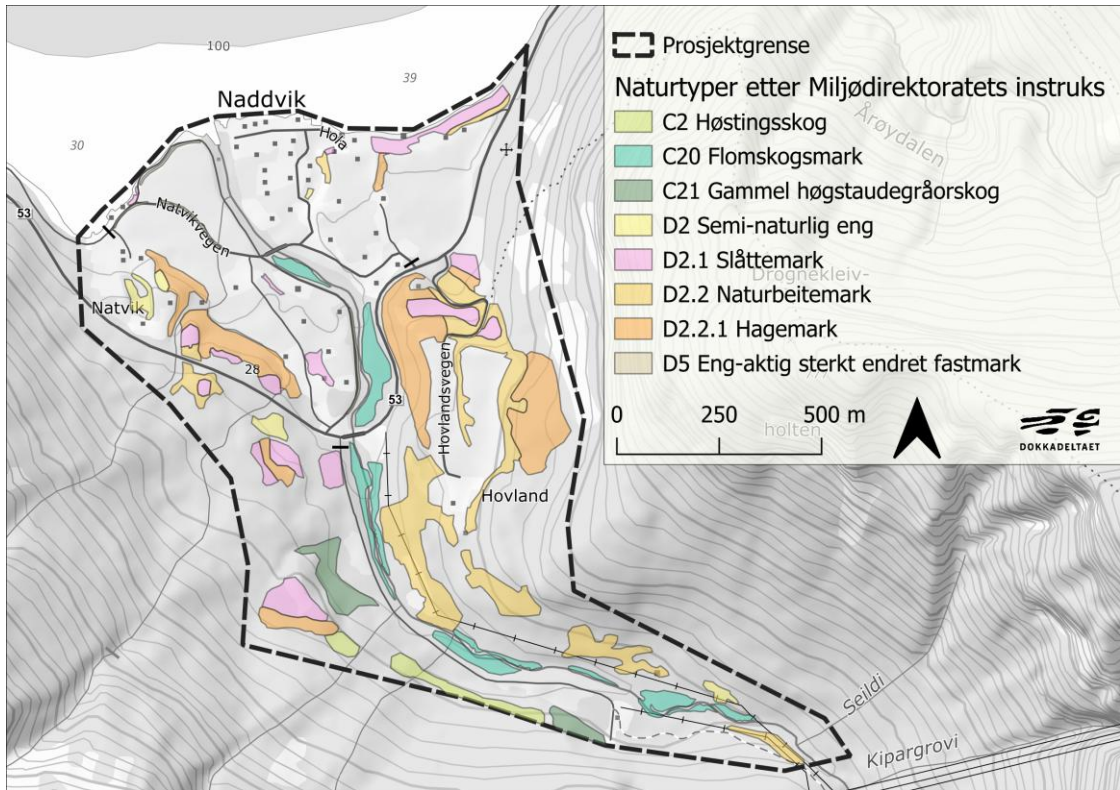 100
39
30
Naddvik
Hola
53
Natvikvegen
Natvik
28
53
Hovlandsvegen
Hovland
Seildi
Kipargrovi
Prosjektgrense
Naturtyper etter Miljødirektoratets instruks
C2 Høstingsskog
C20 Flomskogsmark
C21 Gammel høgstaudegråorskog
D2 Semi-naturlig eng
D2.1 Slåttemark
D2.2 Naturbeitemark
D2.2.1 Hagemark
D5 Eng-aktig sterkt endret fastmark
0 250 500 m
DOKKADELTAET
Årøydalen
Drognekleiv-
holten